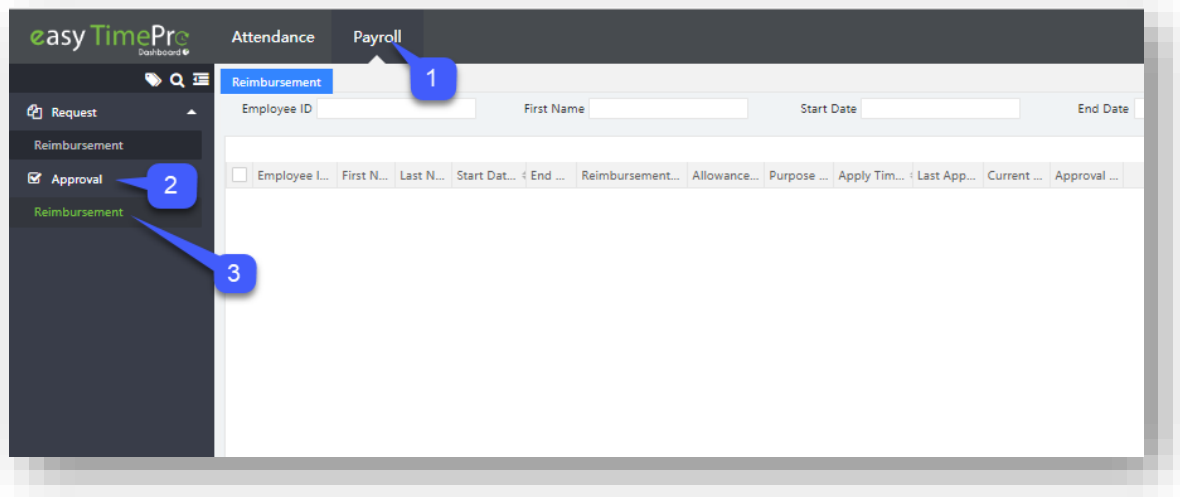 easy TimePro
Dashboard
Attendance Payroll
1
Reimbursement
Request
Employee ID First Name Start Date End Date
Reimbursement
Approval
2
Employee I... First N... Last N... Start Dat... End ... Reimbursement... Allowance... Purpose ... Apply Tim... Last App... Current ... Approval ...
Reimbursement
3